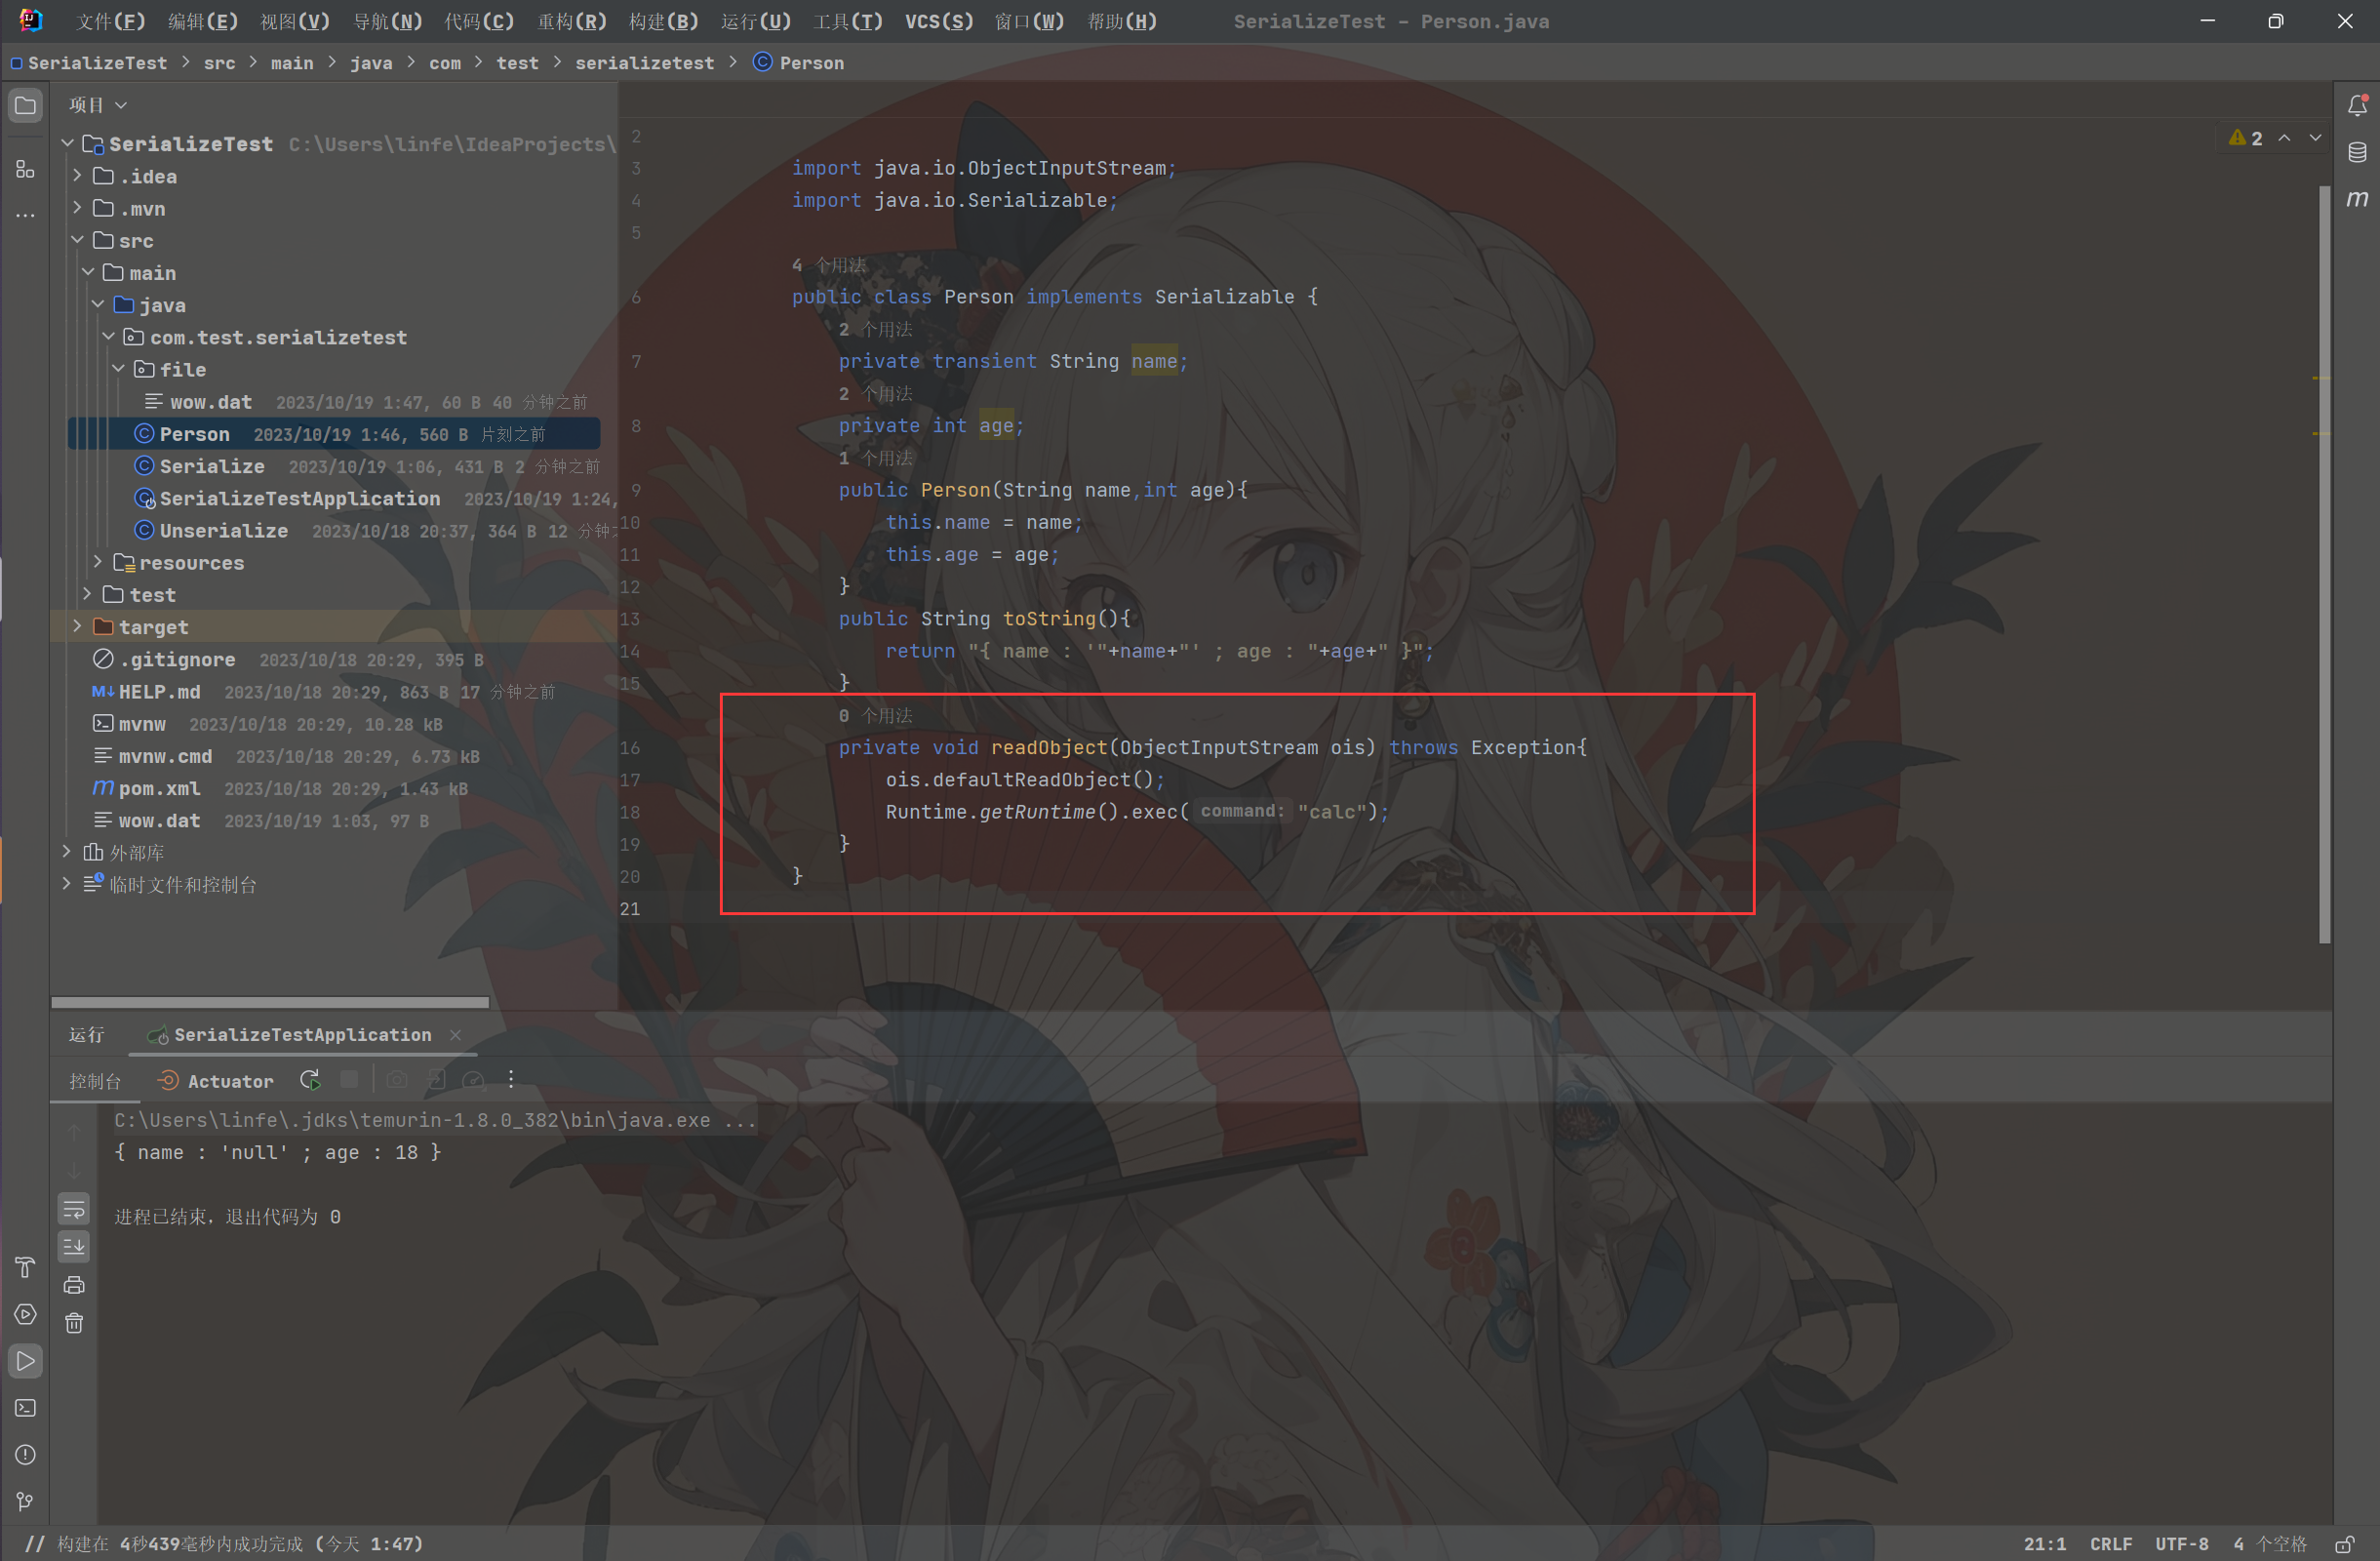 文件(F) 编辑(E) 视图(V) 导航(N) 代码(C) 重构(R) 构建(B) 运行(U) 工具(T) VCS(S) 窗口(W) 帮助(H) SerializeTest - Person.java
SerializeTest > src > main > java > com > test > serializetest > Person
项目
SerializeTest C:\Users\linfe\IdeaProjects\
.idea
.mvn
src
main
java
com.test.serializetest
file
wow.dat 2023/10/19 1:47, 60 B 40 分钟之前
Person 2023/10/19 1:46, 560 B 片刻之前
Serialize 2023/10/19 1:06, 431 B 2 分钟之前
SerializeTestApplication 2023/10/19 1:24,
Unserialize 2023/10/18 20:37, 364 B 12 分钟
resources
test
target
.gitignore 2023/10/18 20:29, 395 B
HELP.md 2023/10/18 20:29, 863 B 17 分钟之前
mvnw 2023/10/18 20:29, 10.28 kB
mvnw.cmd 2023/10/18 20:29, 6.73 kB
pom.xml 2023/10/18 20:29, 1.43 kB
wow.dat 2023/10/19 1:03, 97 B
外部库
临时文件和控制台
2
2
3 import java.io.ObjectInputStream;
4 import java.io.Serializable;
5
4 个用法
6 public class Person implements Serializable {
2 个用法
7 private transient String name;
2 个用法
8 private int age;
1 个用法
9 public Person(String name,int age){
10 this.name = name;
11 this.age = age;
12 }
13 public String toString(){
14 return "{ name : '"+name+"' ; age : "+age+" }";
15 }
0 个用法
16 private void readObject(ObjectInputStream ois) throws Exception{
17 ois.defaultReadObject();
18 Runtime.getRuntime().exec( command: "calc");
19 }
20 }
21
运行 SerializeTestApplication
控制台 Actuator
C:\Users\linfe\.jdks\temurin-1.8.0_382\bin\java.exe ...
{ name : 'null' ; age : 18 }
进程已结束，退出代码为 0
// 构建在 4秒439毫秒内成功完成 (今天 1:47)
21:1 CRLF UTF-8 4 个空格